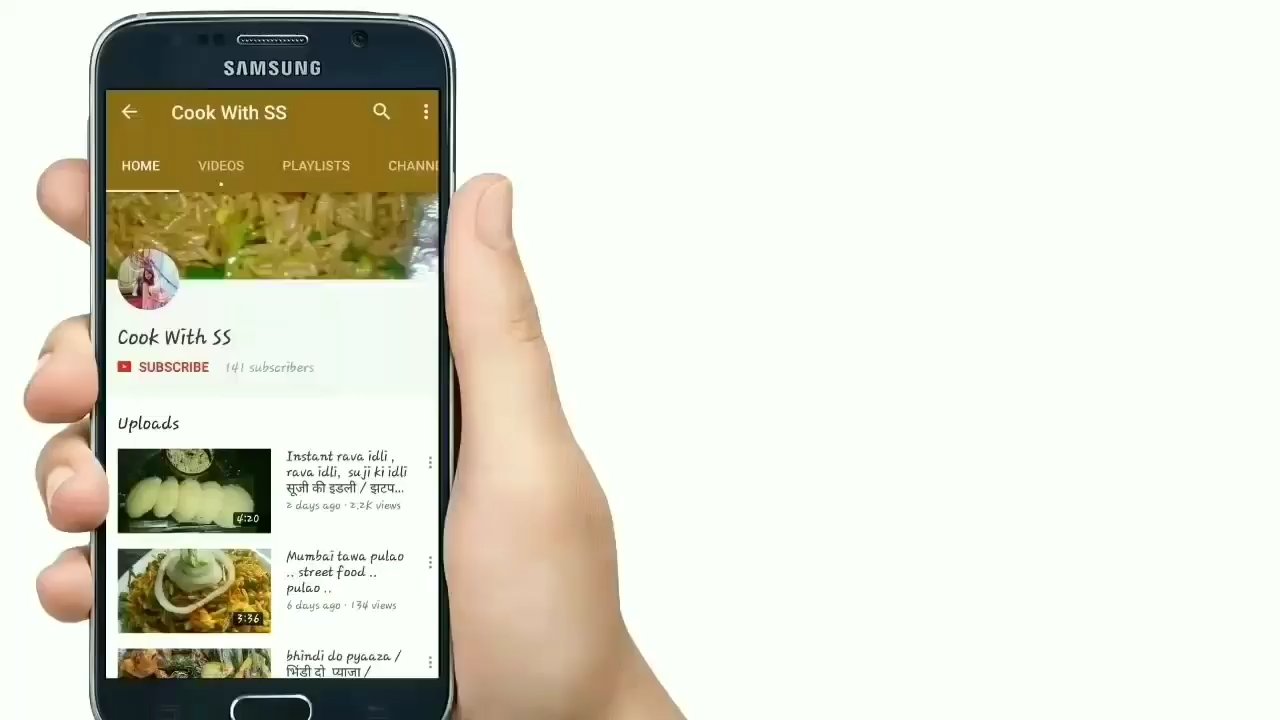 SAMSUNG
Cook With SS
HOME VIDEOS PLAYLISTS CHANNE
Cook With SS
SUBSCRIBE 141 subscribers
Uploads
Instant rava idli ,
rava idli, suji ki idli
सूजी की इडली / झटप...
2 days ago · 2.2K views
4:20
Mumbai tawa pulao
.. street food ..
pulao ..
6 days ago · 134 views
3:36
bhindi do pyaaza /
भिंडी दो प्याजा /